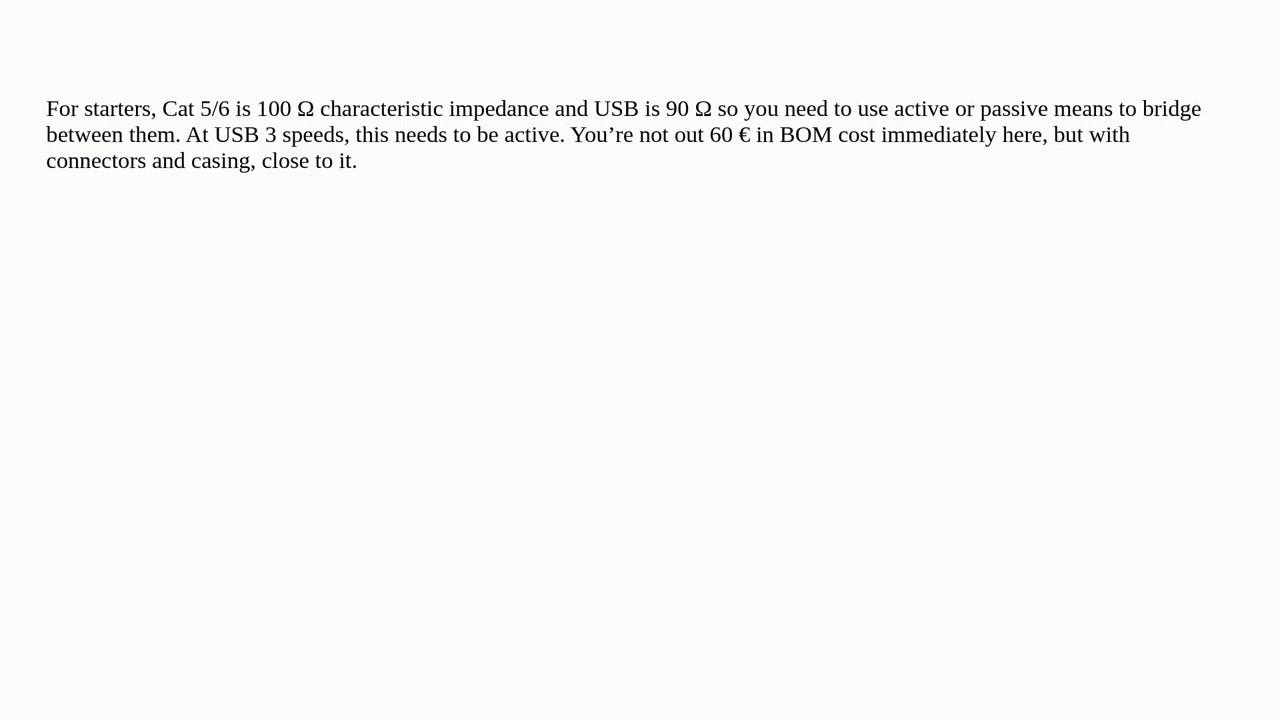 For starters, Cat 5/6 is 100 Ω characteristic impedance and USB is 90 Ω so you need to use active or passive means to bridge
between them. At USB 3 speeds, this needs to be active. You’re not out 60 € in BOM cost immediately here, but with
connectors and casing, close to it.